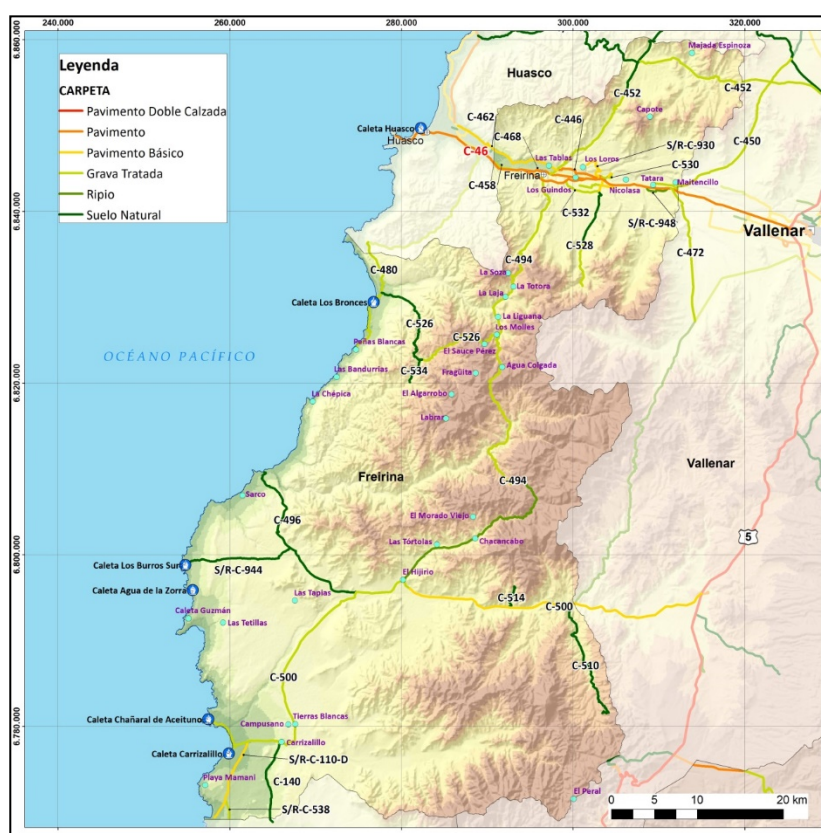 240.000
260.000
280.000
300.000
320.000
6.860.000
6.840.000
6.820.000
6.800.000
6.780.000
Leyenda
CARPETA
Pavimento Doble Calzada
Pavimento
Pavimento Básico
Grava Tratada
Ripio
Suelo Natural
Majada Espinoza
Huasco
C-452
C-452
C-462
C-446
Capote
Caleta Huasco
Huasco
C-468
S/R-C-930
C-450
C-46
Las Tablas
Los Loros
C-530
C-458
Freirina
Tatara
Maitencillo
Los Guindos
Nicolasa
C-532
S/R-C-948
Vallenar
C-528
C-472
C-494
C-480
La Soza
La Totora
La Laja
Caleta Los Bronces
C-526
La Liguana
Los Molles
C-526
OCÉANO PACÍFICO
Peñas Blancas
El Sauce Pérez
C-534
Las Bandurrias
Fragüita
Agua Colgada
La Chépica
El Algarrobo
Labrar
Freirina
Vallenar
C-494
Sarco
C-496
El Morado Viejo
5
Las Tórtolas
Chacancabo
Caleta Los Burros Sur
S/R-C-944
El Hijirio
Caleta Agua de la Zorra
Las Tapias
C-514
C-500
Caleta Guzmán
Las Tetillas
C-500
C-510
Caleta Chañaral de Aceituno
Campusano
Tierras Blancas
Carrizalillo
Caleta Carrizalillo
S/R-C-110-D
Playa Mamani
C-140
S/R-C-538
El Peral
0 5 10 20 km